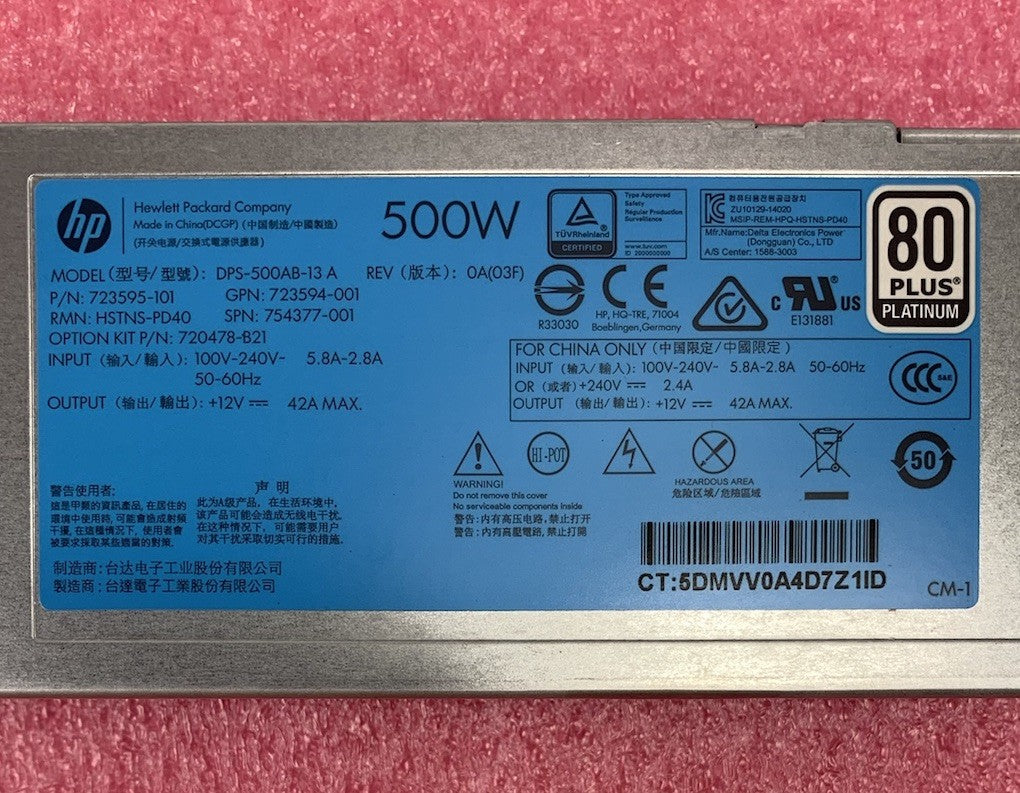 hp
Hewlett Packard Company
Made in China(DCGP) (中国制造/中國製造)
(开关电源/交換式電源供應器)
500W
TÜVRheinland
CERTIFIED
Type Approved
Safety
Regular Production
Surveillance
www.tuv.com
ID 2000000000
컴퓨터용전원공급장치
ZU10129-14020
MSIP-REM-HPQ-HSTNS-PD40
Mfr.Name:Delta Electronics Power
(Dongguan) Co., LTD
A/S Center: 1588-3003
80
PLUS®
PLATINUM
MODEL (型号/ 型號): DPS-500AB-13 A
REV (版本): 0A(03F)
P/N: 723595-101
GPN: 723594-001
RMN: HSTNS-PD40
SPN: 754377-001
OPTION KIT P/N: 720478-B21
INPUT (输入/輸入): 100V-240V~ 5.8A-2.8A
50-60Hz
OUTPUT (输出/輸出): +12V ⎓ 42A MAX.
R33030
CE
HP, HQ-TRE, 71004
Boeblingen,Germany
c RU® US
E131881
FOR CHINA ONLY (中国限定/中國限定)
INPUT (输入/輸入): 100V-240V~ 5.8A-2.8A 50-60Hz
OR (或者) +240V ⎓ 2.4A
OUTPUT (输出/輸出): +12V ⎓ 42A MAX.
CCC S&E
WARNING!
Do not remove this cover
No serviceable components Inside
警告: 内有高压电路, 禁止打开
警告: 內有高壓電路, 禁止打開
HI-POT
HAZARDOUS AREA
危险区域/危險區域
50
警告使用者:
這是甲類的資訊產品, 在居住的
環境中使用時, 可能會造成射頻
干擾, 在這種情況下, 使用者會
被要求採取某些適當的對策.
声 明
此为A级产品, 在生活环境中,
该产品可能会造成无线电干扰.
在这种情况下, 可能需要用户
对其干扰采取切实可行的措施.
制造商: 台达电子工业股份有限公司
製造商: 台達電子工業股份有限公司
CT:5DMVV0A4D7Z1ID
CM-1